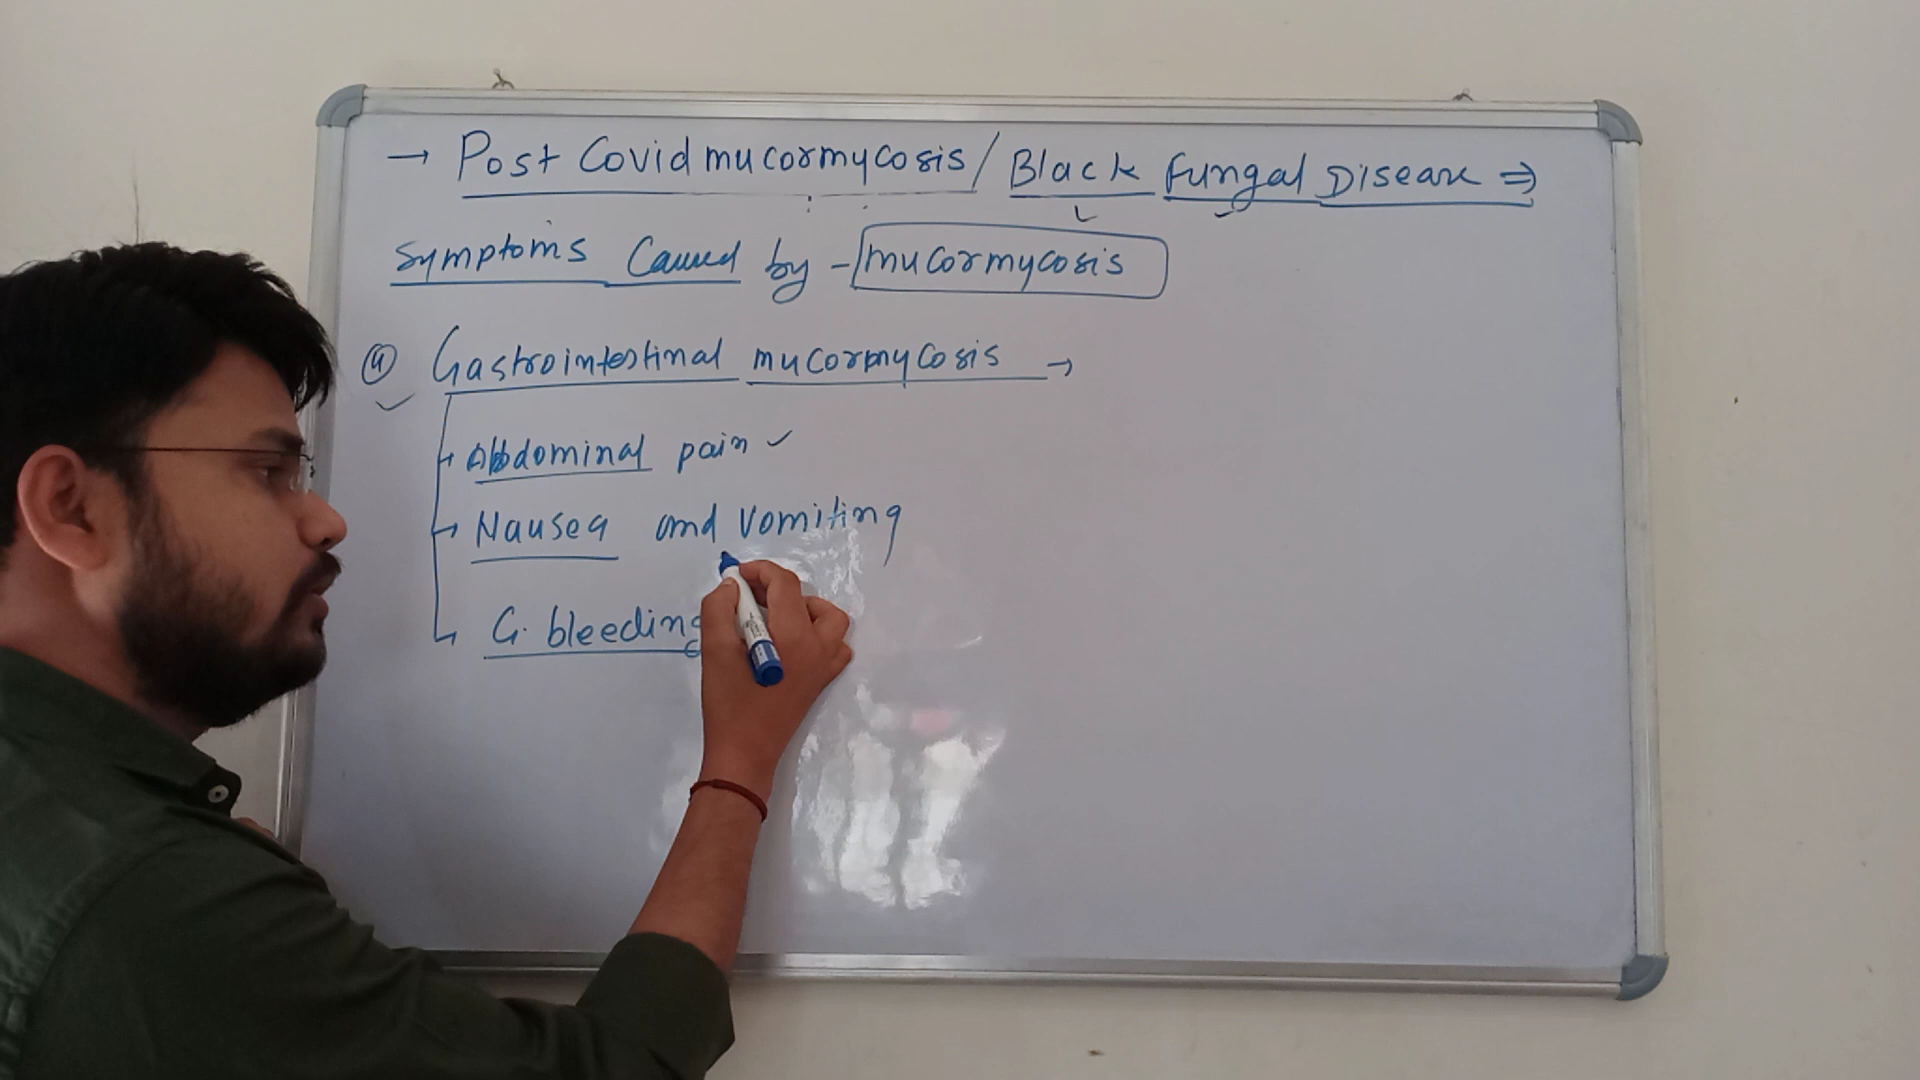 → Post Covid mucormycosis / Black Fungal Disease ⇒
Symptoms Caused by - mucormycosis
④ Gastrointestinal mucormycosis →
Abdominal pain ✓
→ Nausea and vomiting
G. bleeding